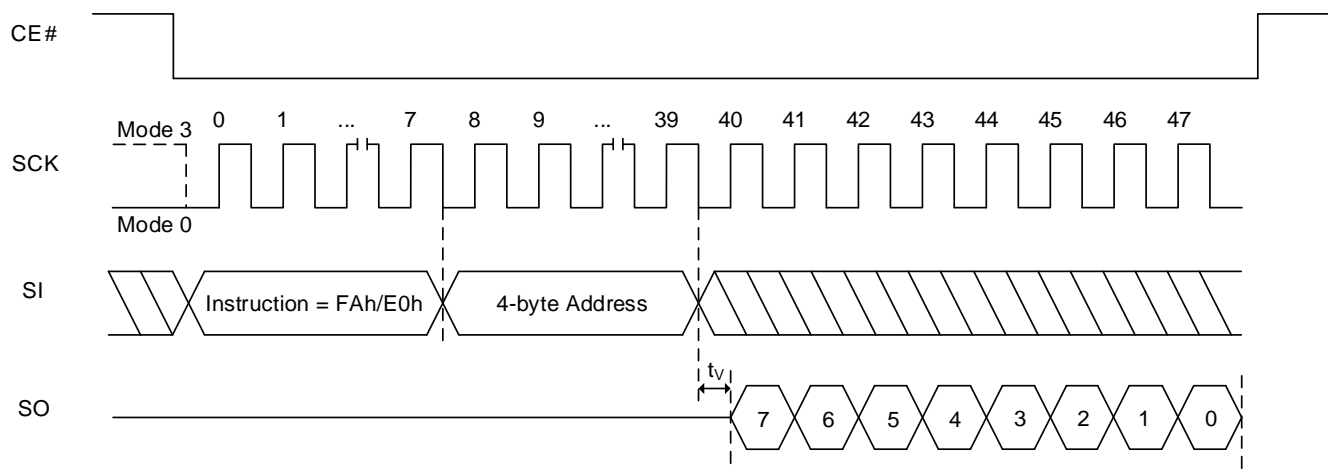 CE#
Mode 3
0 1 ... 7 8 9 ... 39 40 41 42 43 44 45 46 47
SCK
Mode 0
SI
Instruction = FAh/E0h
4-byte Address
tV
SO
7 6 5 4 3 2 1 0